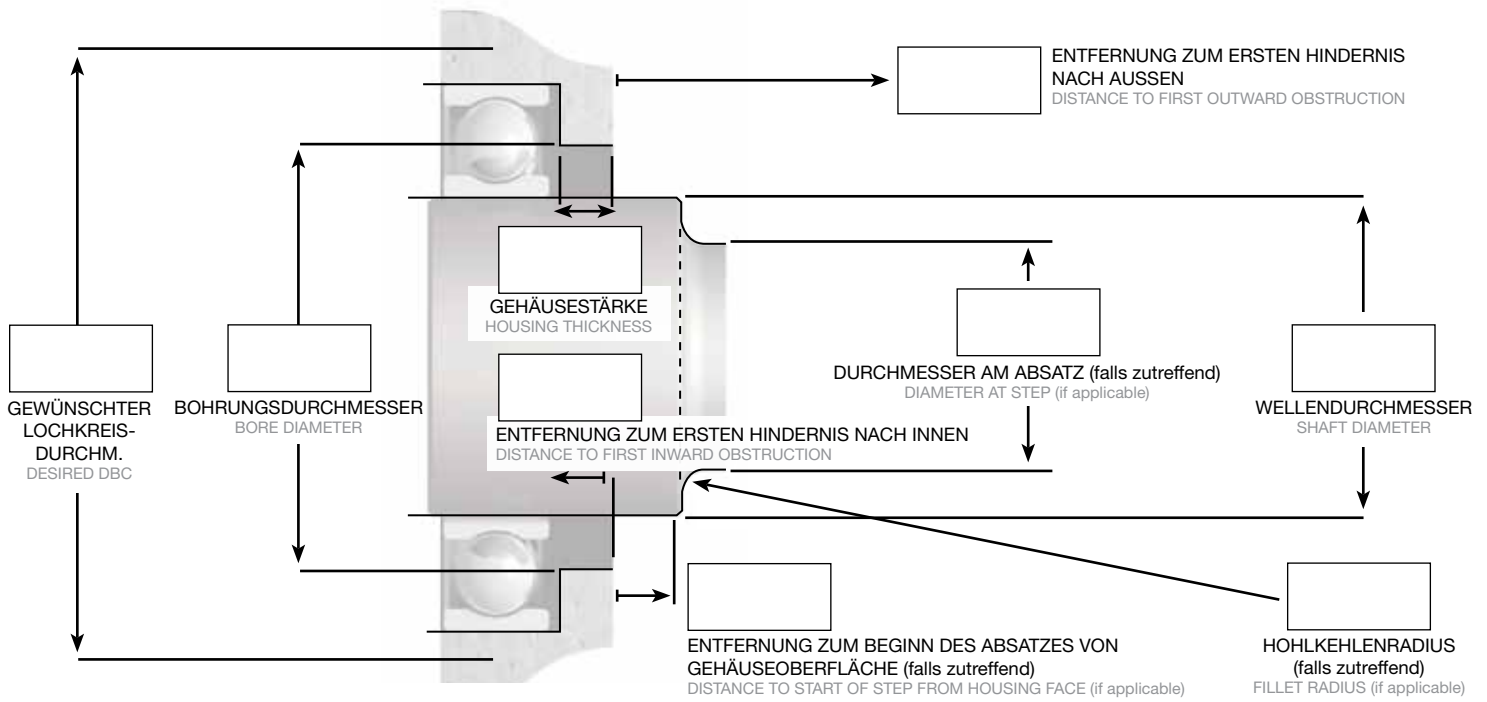 ENTFERNUNG ZUM ERSTEN HINDERNIS
NACH AUSSEN
DISTANCE TO FIRST OUTWARD OBSTRUCTION
GEHÄUSESTÄRKE
HOUSING THICKNESS
GEWÜNSCHTER
LOCHKREIS-
DURCHM.
DESIRED DBC
BOHRUNGSDURCHMESSER
BORE DIAMETER
ENTFERNUNG ZUM ERSTEN HINDERNIS NACH INNEN
DISTANCE TO FIRST INWARD OBSTRUCTION
DURCHMESSER AM ABSATZ (falls zutreffend)
DIAMETER AT STEP (if applicable)
WELLENDURCHMESSER
SHAFT DIAMETER
ENTFERNUNG ZUM BEGINN DES ABSATZES VON
GEHÄUSEOBERFLÄCHE (falls zutreffend)
DISTANCE TO START OF STEP FROM HOUSING FACE (if applicable)
HOHLKEHLENRADIUS
(falls zutreffend)
FILLET RADIUS (if applicable)